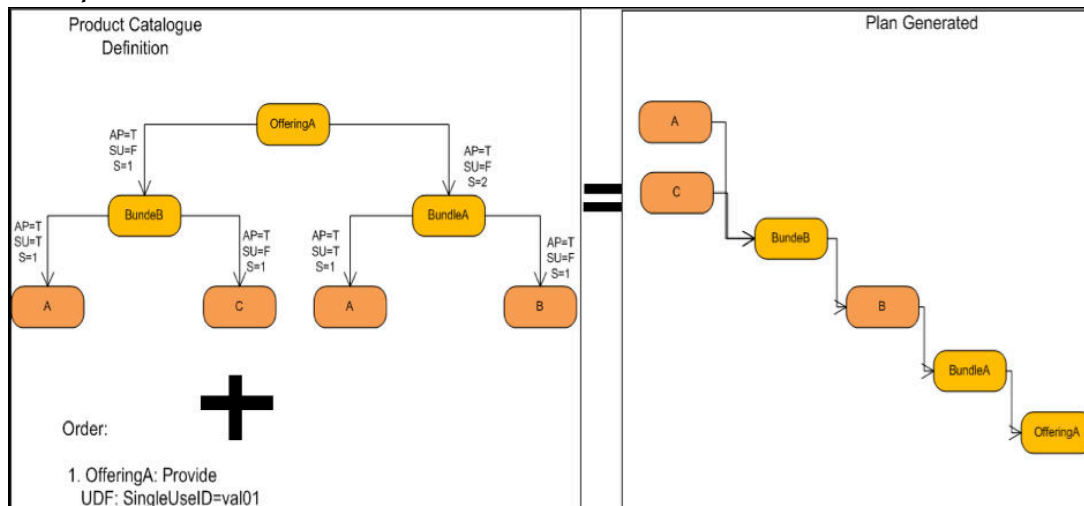 Product Catalogue
Definition
OfferingA
AP=T
SU=F
S=1
AP=T
SU=F
S=2
BundeB
BundleA
AP=T
SU=T
S=1
AP=T
SU=F
S=1
AP=T
SU=T
S=1
AP=T
SU=F
S=1
A
C
A
B
Order:
1. OfferingA: Provide
UDF: SingleUseID=val01
Plan Generated
A
C
BundeB
B
BundleA
OfferingA